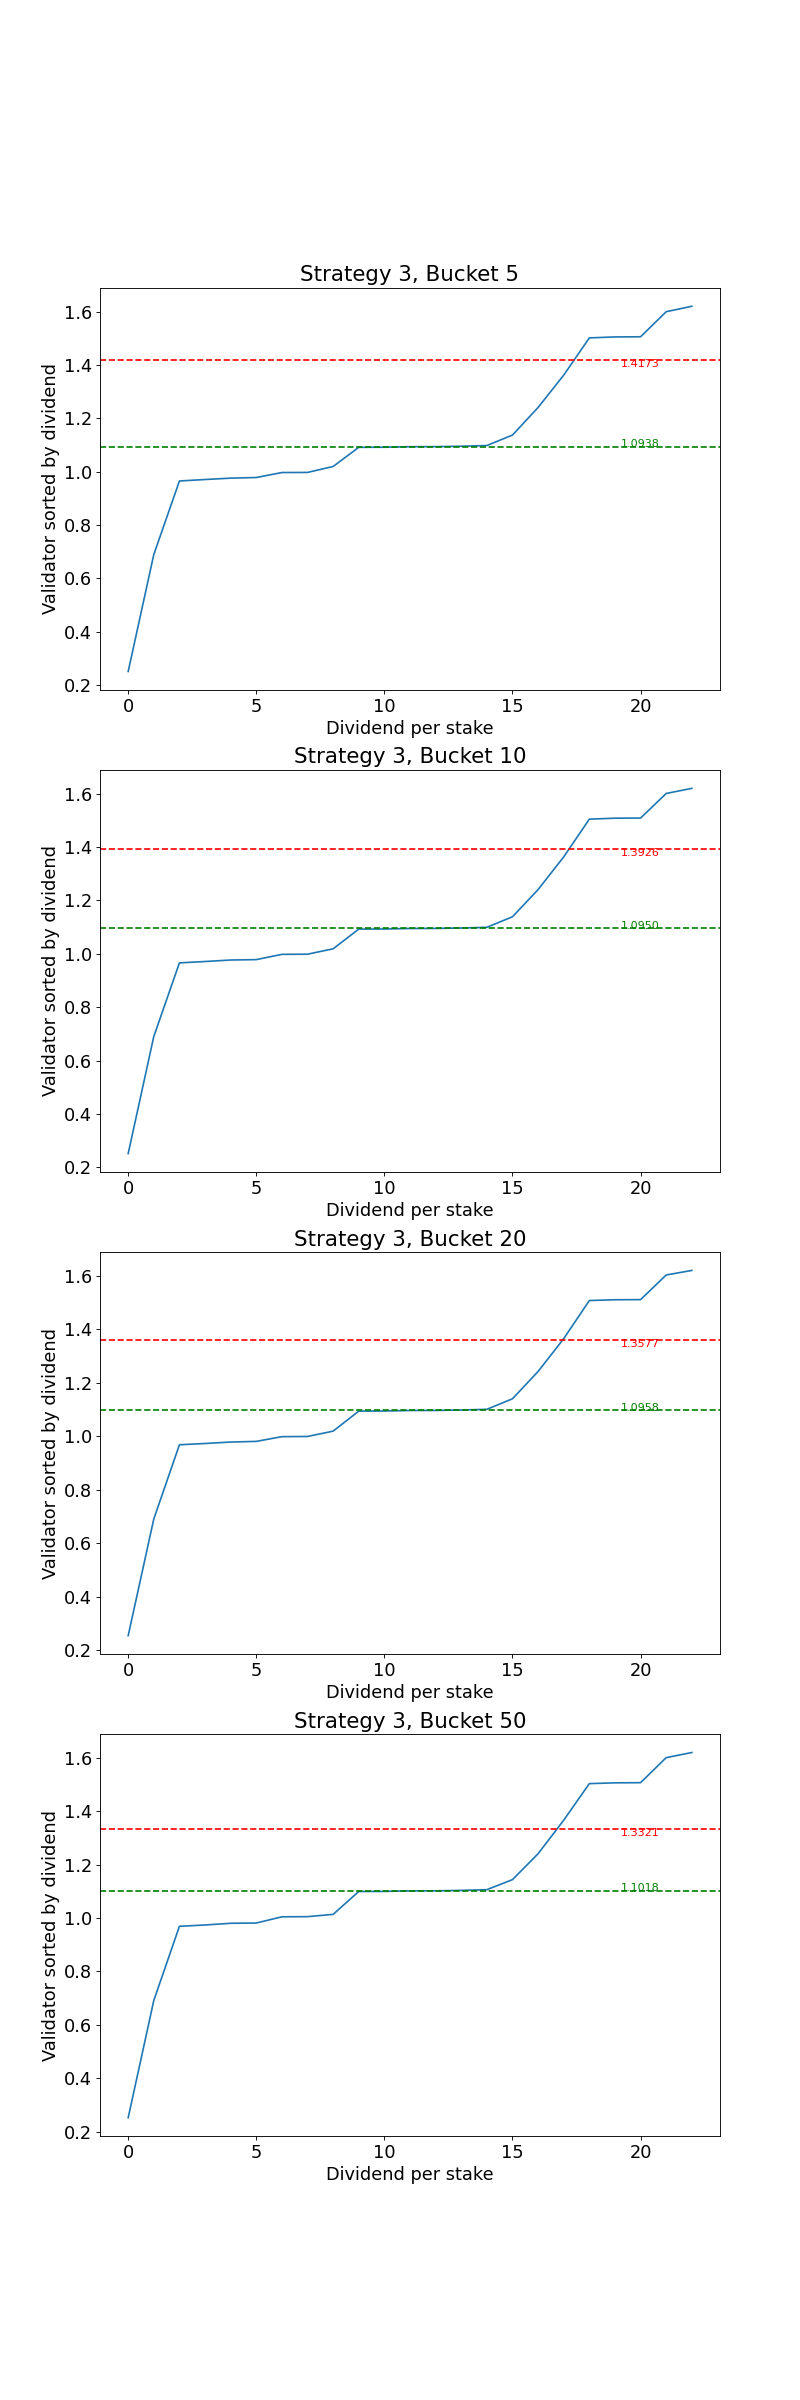 Strategy 3, Bucket 5
Validator sorted by dividend
1.6
1.4
1.2
1.0
0.8
0.6
0.4
0.2
1.4173
1.0938
0 5 10 15 20
Dividend per stake
Strategy 3, Bucket 10
Validator sorted by dividend
1.6
1.4
1.2
1.0
0.8
0.6
0.4
0.2
1.3926
1.0950
0 5 10 15 20
Dividend per stake
Strategy 3, Bucket 20
Validator sorted by dividend
1.6
1.4
1.2
1.0
0.8
0.6
0.4
0.2
1.3577
1.0958
0 5 10 15 20
Dividend per stake
Strategy 3, Bucket 50
Validator sorted by dividend
1.6
1.4
1.2
1.0
0.8
0.6
0.4
0.2
1.3321
1.1018
0 5 10 15 20
Dividend per stake